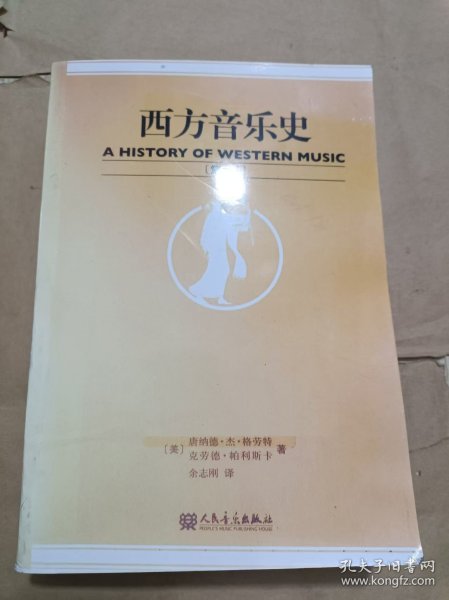 西方音乐史
A HISTORY OF WESTERN MUSIC
〔美〕
唐纳德·杰·格劳特
克劳德·帕利斯卡
著
余志刚 译
人民音乐出版社
PEOPLE'S MUSIC PUBLISHING HOUSE
孔夫子旧书网
www.kongfz.com